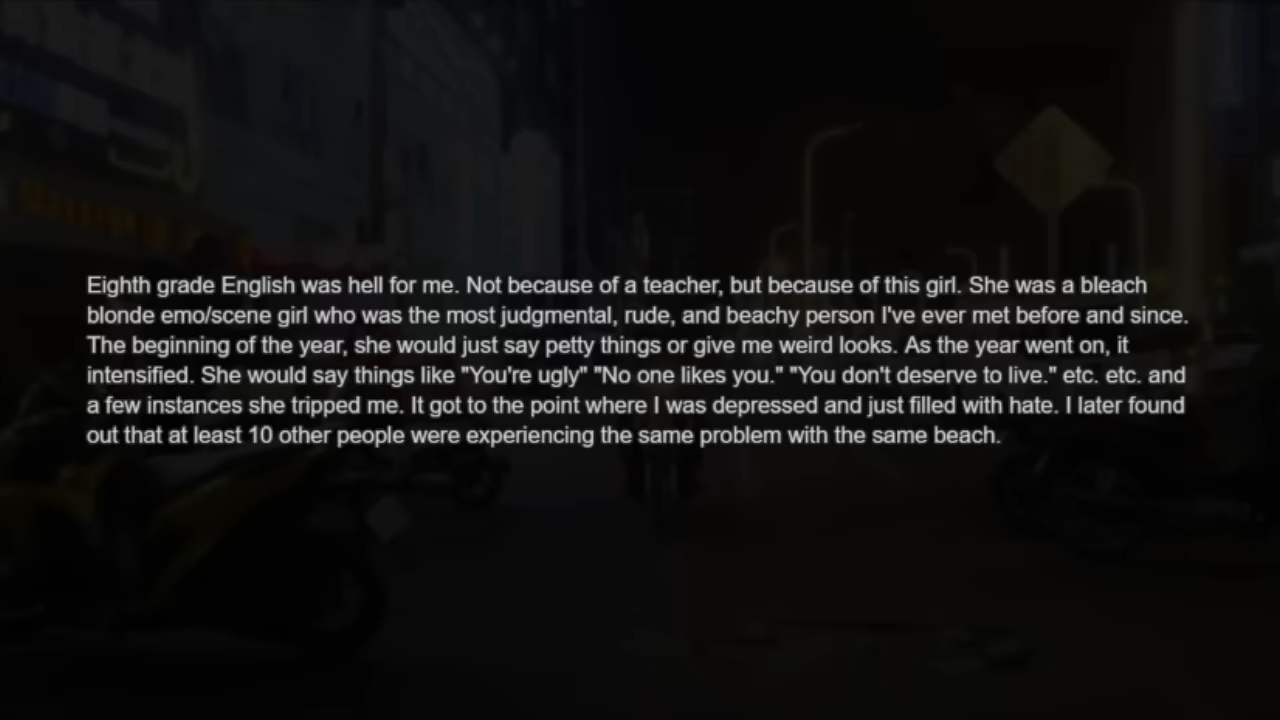 Eighth grade English was hell for me. Not because of a teacher, but because of this girl. She was a bleach
blonde emo/scene girl who was the most judgmental, rude, and beachy person I've ever met before and since.
The beginning of the year, she would just say petty things or give me weird looks. As the year went on, it
intensified. She would say things like "You're ugly" "No one likes you." "You don't deserve to live." etc. etc. and
a few instances she tripped me. It got to the point where I was depressed and just filled with hate. I later found
out that at least 10 other people were experiencing the same problem with the same beach.